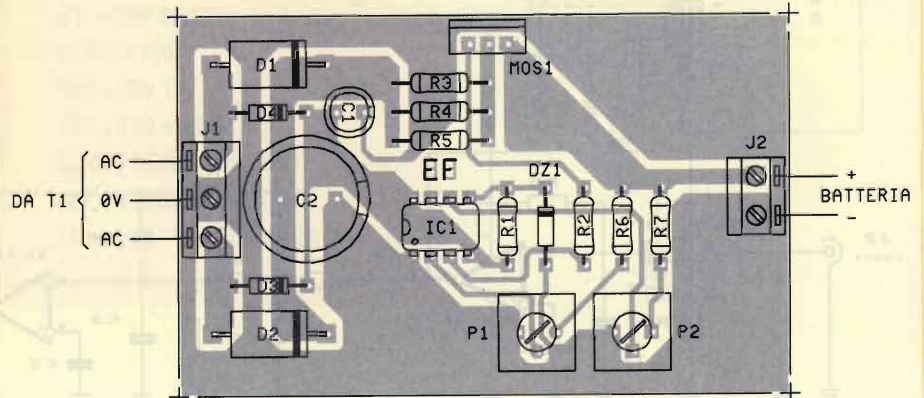 D1
MOS1
R3
D4
C1
R4
J1
R5
J2
AC
EF
DZ1
+
DA T1
0V
C2
BATTERIA
IC1
R1
R2
R6
R7
-
AC
D3
D2
P1
P2